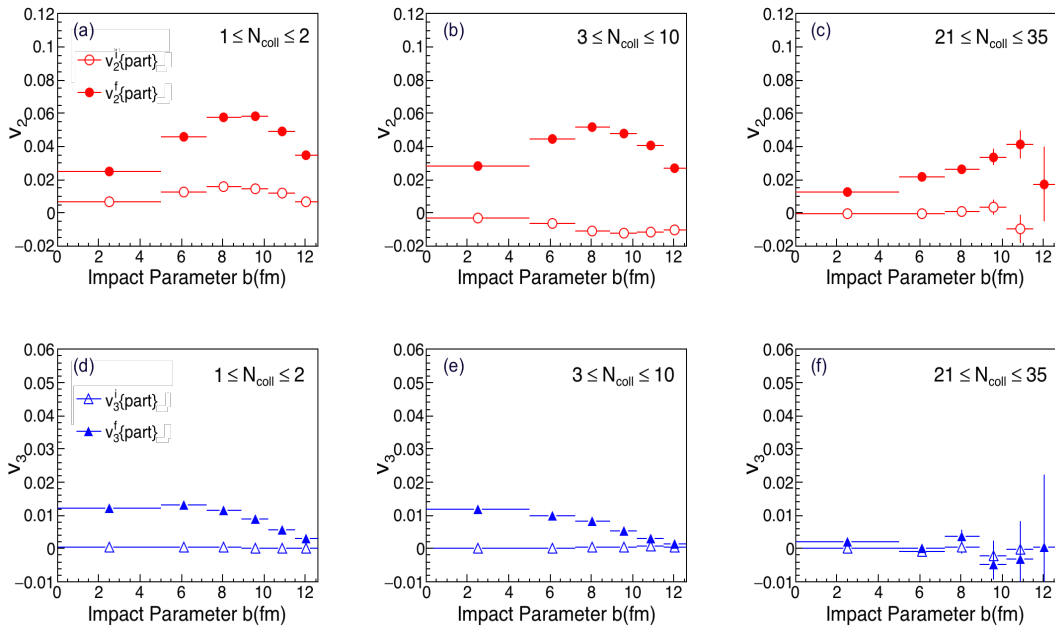 (a)
1 ≤ N_coll ≤ 2
v_2^i{part}
v_2^f{part}
v_2
0.12
0.1
0.08
0.06
0.04
0.02
0
−0.02
0 2 4 6 8 10 12
Impact Parameter b(fm)
(b)
3 ≤ N_coll ≤ 10
v_2
0.12
0.1
0.08
0.06
0.04
0.02
0
−0.02
0 2 4 6 8 10 12
Impact Parameter b(fm)
(c)
21 ≤ N_coll ≤ 35
v_2
0.12
0.1
0.08
0.06
0.04
0.02
0
−0.02
0 2 4 6 8 10 12
Impact Parameter b(fm)
(d)
1 ≤ N_coll ≤ 2
v_3^i{part}
v_3^f{part}
v_3
0.06
0.05
0.04
0.03
0.02
0.01
0
−0.01
0 2 4 6 8 10 12
Impact Parameter b(fm)
(e)
3 ≤ N_coll ≤ 10
v_3
0.06
0.05
0.04
0.03
0.02
0.01
0
−0.01
0 2 4 6 8 10 12
Impact Parameter b(fm)
(f)
21 ≤ N_coll ≤ 35
v_3
0.06
0.05
0.04
0.03
0.02
0.01
0
−0.01
0 2 4 6 8 10 12
Impact Parameter b(fm)